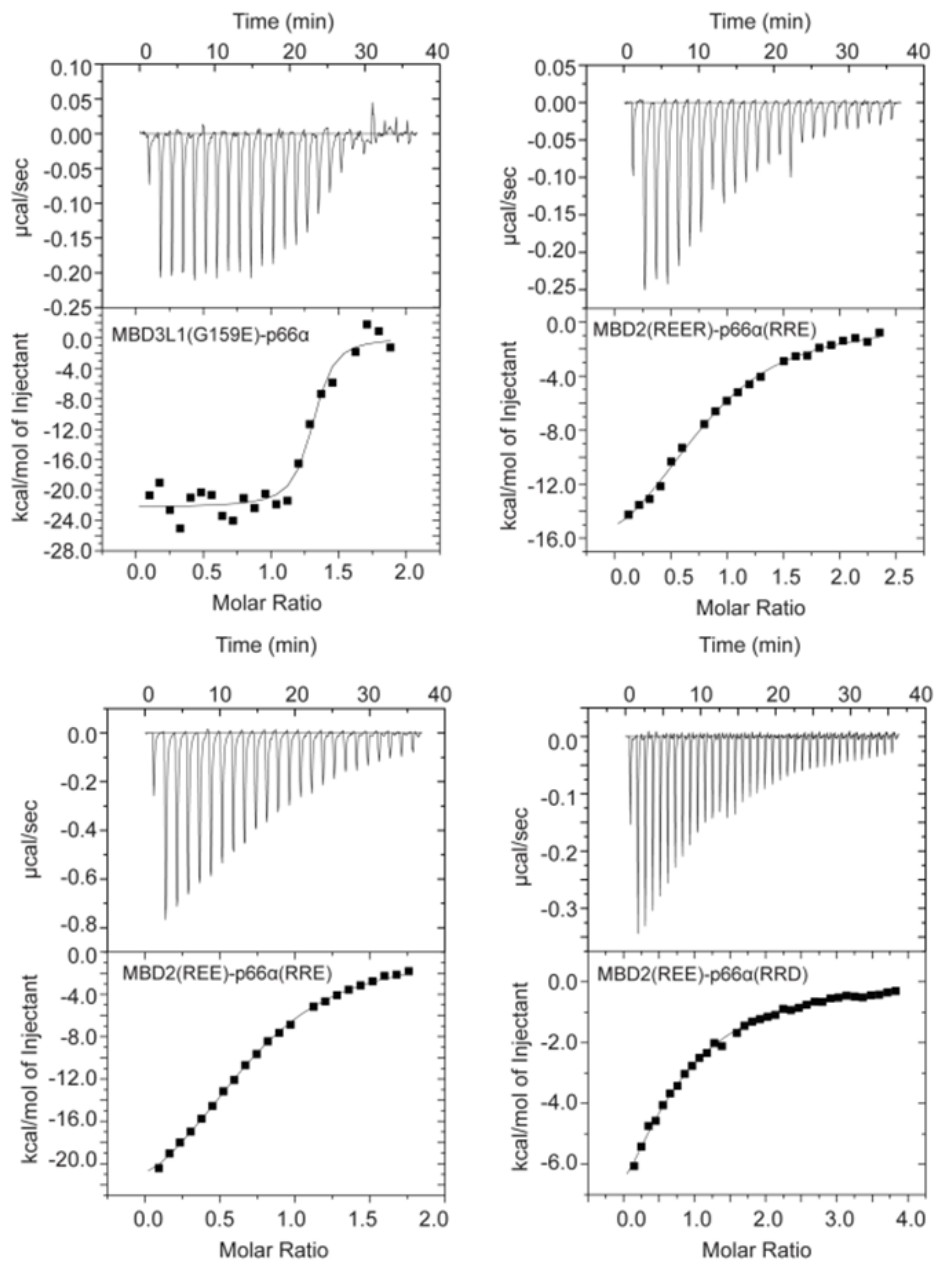 Time (min)
0 10 20 30 40
0.10
0.05
0.00
-0.05
-0.10
-0.15
-0.20
-0.25
µcal/sec
MBD3L1(G159E)-p66α
0.0
-4.0
-8.0
-12.0
-16.0
-20.0
-24.0
-28.0
kcal/mol of Injectant
0.0 0.5 1.0 1.5 2.0
Molar Ratio
Time (min)
0 10 20 30 40
0.05
0.00
-0.05
-0.10
-0.15
-0.20
-0.25
µcal/sec
MBD2(REER)-p66α(RRE)
0.0
-4.0
-8.0
-12.0
-16.0
kcal/mol of Injectant
0.0 0.5 1.0 1.5 2.0 2.5
Molar Ratio
Time (min)
0 10 20 30 40
0.0
-0.2
-0.4
-0.6
-0.8
µcal/sec
MBD2(REE)-p66α(RRE)
0.0
-4.0
-8.0
-12.0
-16.0
-20.0
kcal/mol of Injectant
0.0 0.5 1.0 1.5 2.0
Molar Ratio
Time (min)
0 10 20 30 40
0.0
-0.1
-0.2
-0.3
µcal/sec
MBD2(REE)-p66α(RRD)
0.0
-2.0
-4.0
-6.0
kcal/mol of Injectant
0.0 1.0 2.0 3.0 4.0
Molar Ratio